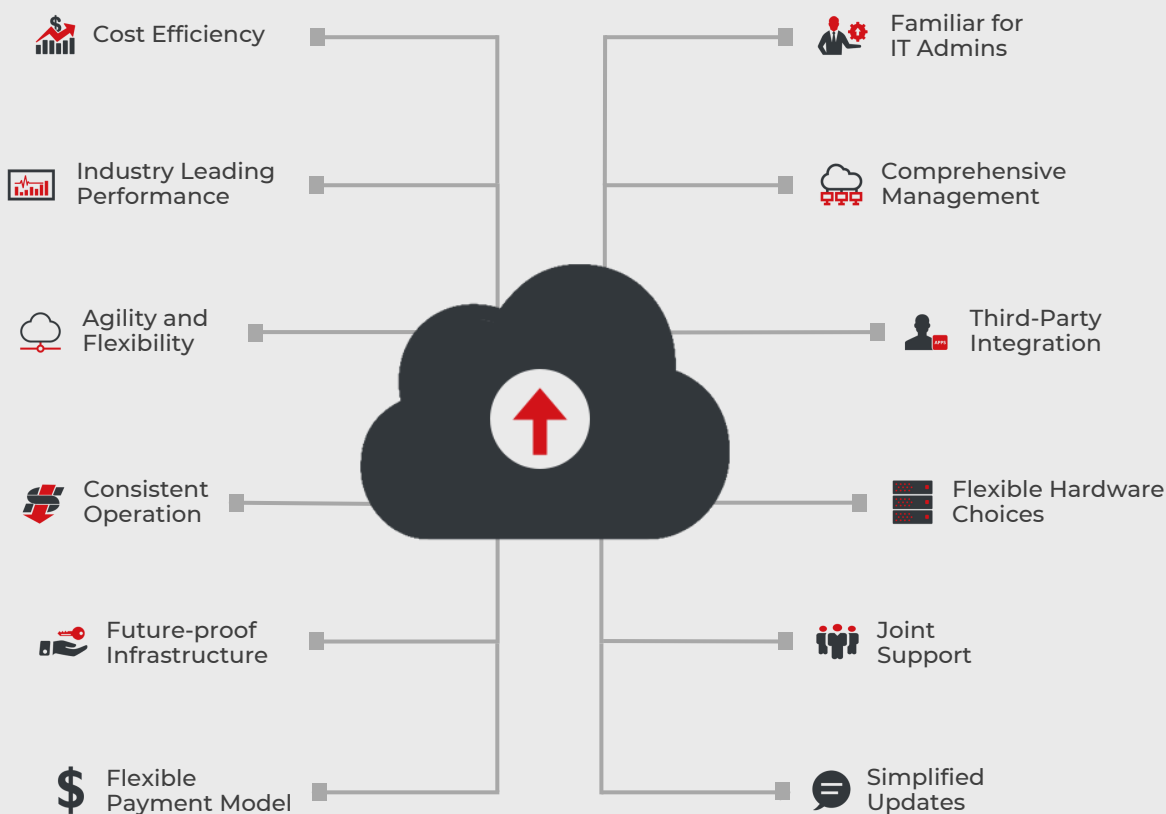 Cost Efficiency
Familiar for
IT Admins
Industry Leading
Performance
Comprehensive
Management
Agility and
Flexibility
Third-Party
Integration
APPS
Consistent
Operation
Flexible Hardware
Choices
Future-proof
Infrastructure
Joint
Support
$
Flexible
Payment Model
Simplified
Updates